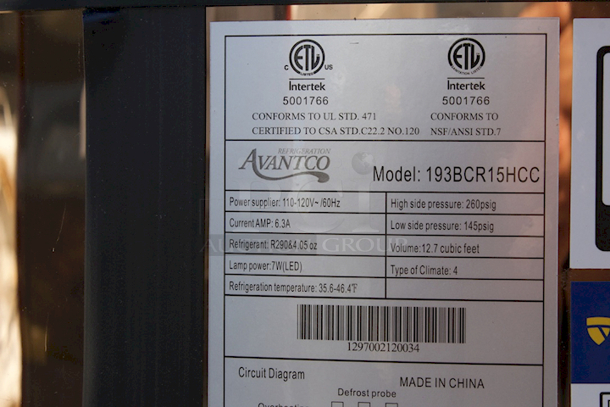 C ETL US
ETL
Intertek
Intertek
5001766
5001766
CONFORMS TO UL STD. 471
CONFORMS TO
CERTIFIED TO CSA STD.C22.2 NO.120
NSF/ANSI STD.7
REFRIGERATION
AVANTCO
Model: 193BCR15HCC
Power supplier: 110-120V~/60Hz
High side pressure: 260psig
Current AMP: 6.3A
Low side pressure: 145psig
Refrigerant: R290&4.05 oz
Volume: 12.7 cubic feet
Lamp power:7W(LED)
Type of Climate: 4
Refrigeration temperature: 35.6-46.4°F
1297002120034
Circuit Diagram
MADE IN CHINA
Defrost probe